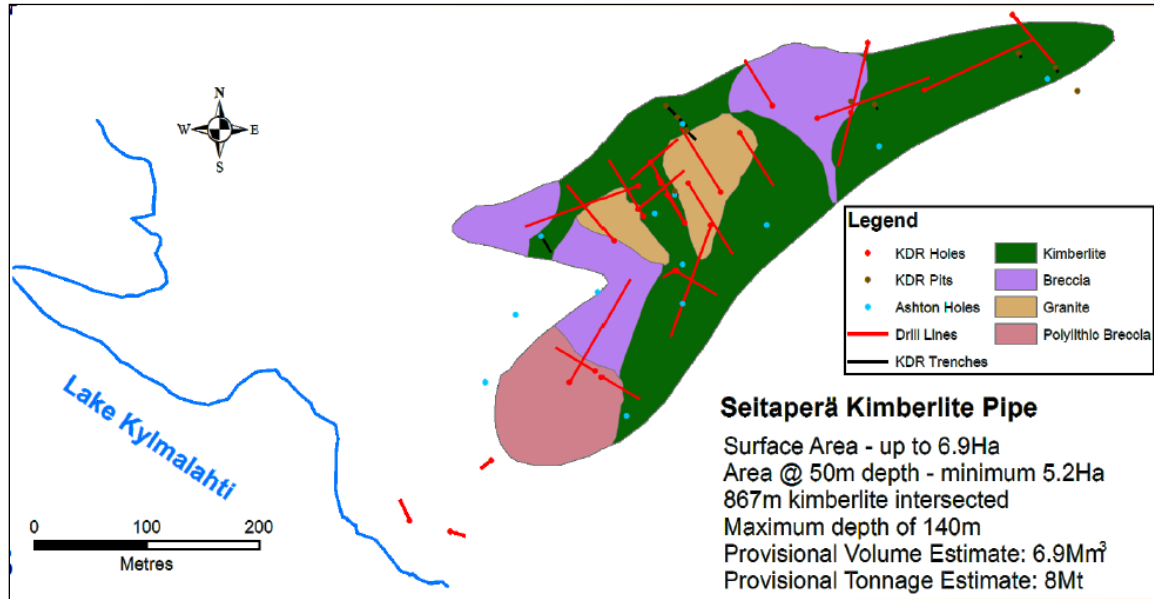 N
W E
S
Legend
KDR Holes
KDR Pits
Ashton Holes
Drill Lines
KDR Trenches
Kimberlite
Breccia
Granite
Polylithic Breccia
Lake Kylmalahti
0 100 200
Metres
Seitaperä Kimberlite Pipe
Surface Area - up to 6.9Ha
Area @ 50m depth - minimum 5.2Ha
867m kimberlite intersected
Maximum depth of 140m
Provisional Volume Estimate: 6.9Mm³
Provisional Tonnage Estimate: 8Mt